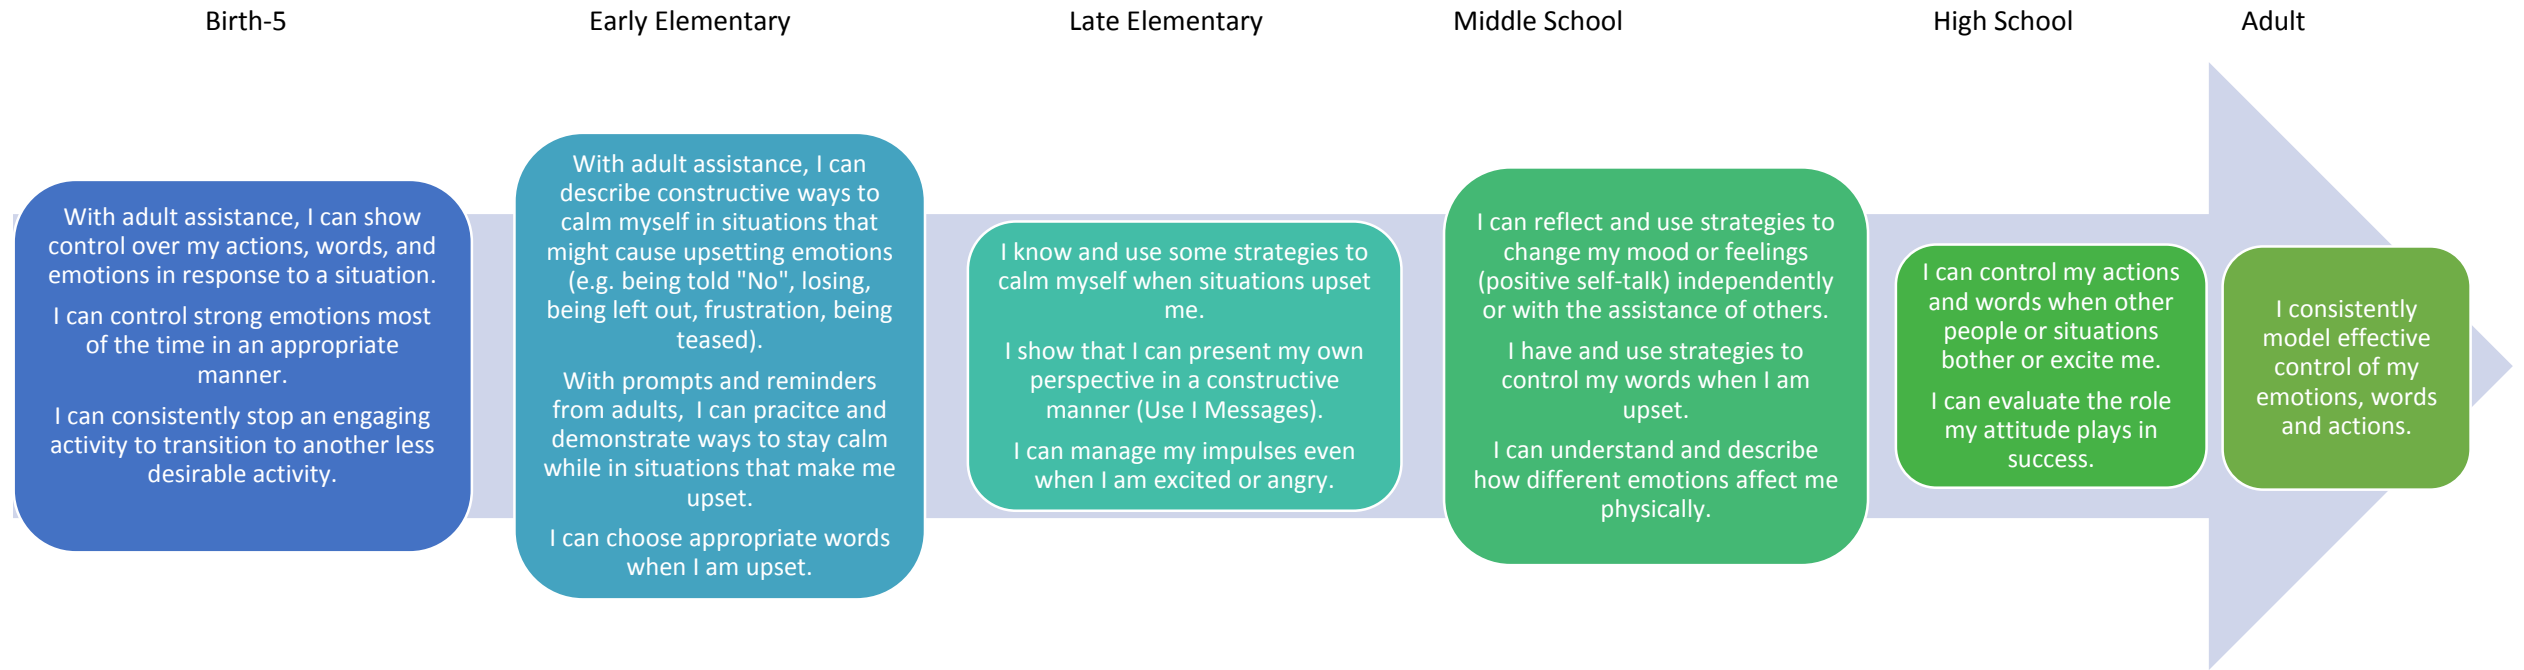 Birth-5
Early Elementary
Late Elementary
Middle School
High School
Adult
With adult assistance, I can show
control over my actions, words, and
emotions in response to a situation.
I can control strong emotions most
of the time in an appropriate
manner.
I can consistently stop an engaging
activity to transition to another less
desirable activity.
With adult assistance, I can
describe constructive ways to
calm myself in situations that
might cause upsetting emotions
(e.g. being told "No", losing,
being left out, frustration, being
teased).
With prompts and reminders
from adults,  I can pracitce and
demonstrate ways to stay calm
while in situations that make me
upset.
I can choose appropriate words
when I am upset.
I know and use some strategies to
calm myself when situations upset
me.
I show that I can present my own
perspective in a constructive
manner (Use I Messages).
I can manage my impulses even
when I am excited or angry.
I can reflect and use strategies to
change my mood or feelings
(positive self-talk) independently
or with the assistance of others.
I have and use strategies to
control my words when I am
upset.
I can understand and describe
how different emotions affect me
physically.
I can control my actions
and words when other
people or situations
bother or excite me.
I can evaluate the role
my attitude plays in
success.
I consistently
model effective
control of my
emotions, words
and actions.